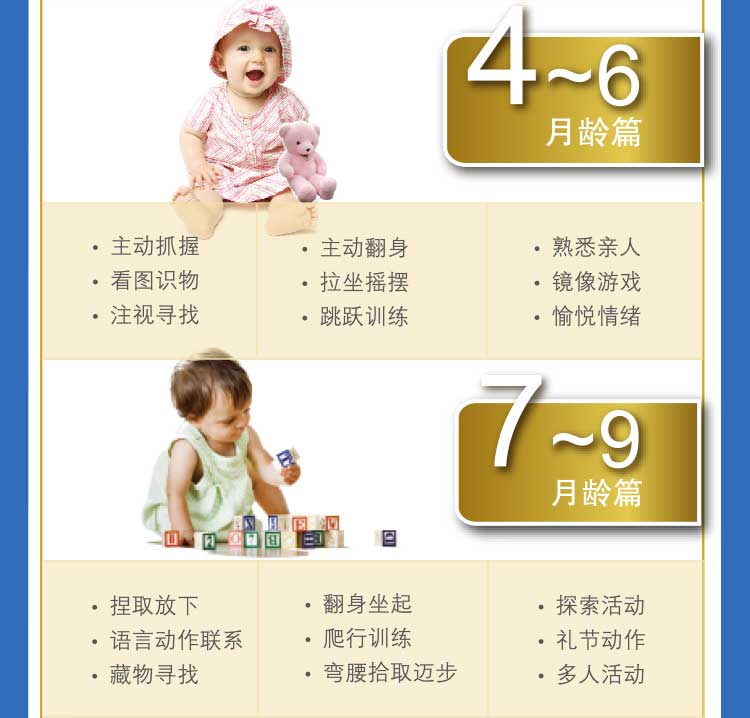 4~6
月龄篇
• 主动抓握
• 看图识物
• 注视寻找
• 主动翻身
• 拉坐摇摆
• 跳跃训练
• 熟悉亲人
• 镜像游戏
• 愉悦情绪
7~9
月龄篇
• 捏取放下
• 语言动作联系
• 藏物寻找
• 翻身坐起
• 爬行训练
• 弯腰拾取迈步
• 探索活动
• 礼节动作
• 多人活动